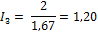 I₃ = 2/1,67 = 1,20